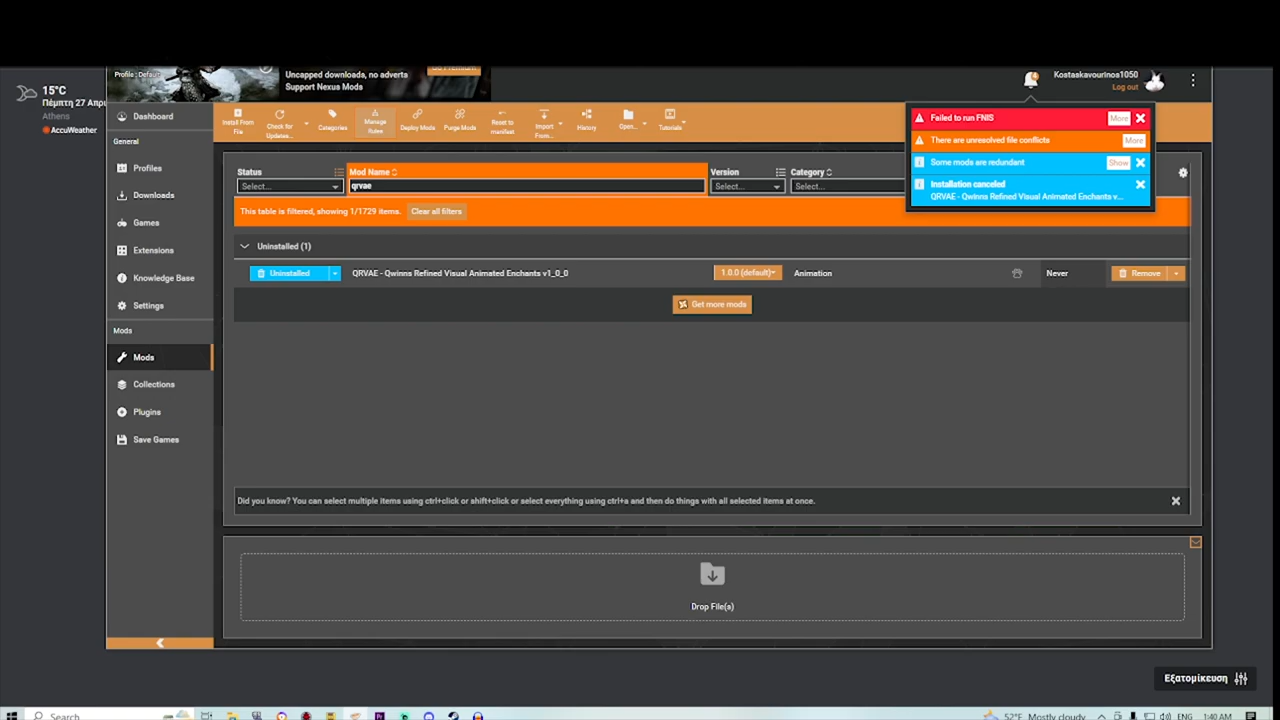 Profile : Default
Uncapped downloads, no adverta
Support Nexus Mods
Go Premium
Kostaskavourinoa1050
Log out
15°C
Πέμπτη 27 Απρι
Athens
AccuWeather
Dashboard
General
Profiles
Downloads
Games
Extensions
Knowledge Base
Settings
Mods
Mods
Collections
Plugins
Save Games
Install From File
Check for Updates...
Categories
Manage Rules
Deploy Mods
Purge Mods
Reset to manifest
Import From...
History
Open...
Tutorials
Failed to run FNIS
More
There are unresolved file conflicts
More
Some mods are redundant
Show
Installation canceled
QRVAE - Qwinns Refined Visual Animated Enchants v...
Status
Mod Name
Version
Category
Select...
qrvae
Select...
Select...
This table is filtered, showing 1/1729 items.
Clear all filters
Uninstalled (1)
Uninstalled
QRVAE - Qwinns Refined Visual Animated Enchants v1_0_0
1.0.0 (default)
Animation
Never
Remove
Get more mods
Did you know? You can select multiple items using ctrl+click or shift+click or select everything using ctrl+a and then do things with all selected items at once.
Drop File(s)
Εξατομίκευση
Search
52°F Mostly cloudy
ENG
1:40 AM